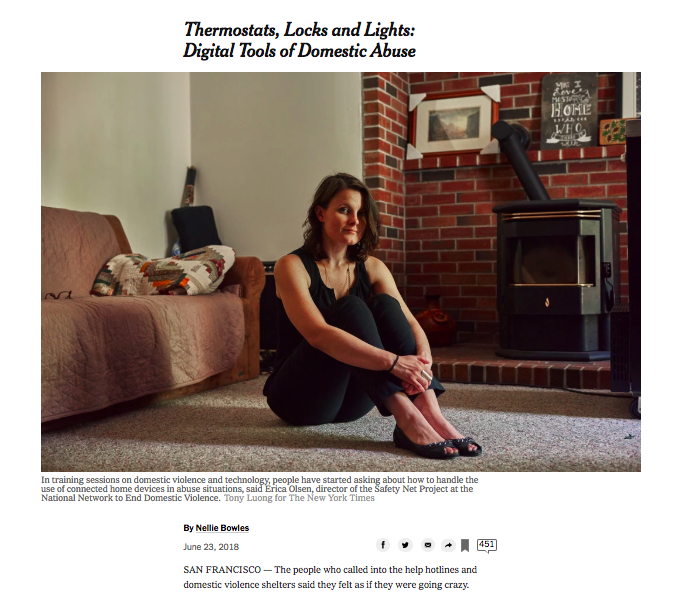 Thermostats, Locks and Lights:
Digital Tools of Domestic Abuse
HOME
WHO
In training sessions on domestic violence and technology, people have started asking about how to handle the
use of connected home devices in abuse situations, said Erica Olsen, director of the Safety Net Project at the
National Network to End Domestic Violence. Tony Luong for The New York Times
By Nellie Bowles
June 23, 2018
451
SAN FRANCISCO — The people who called into the help hotlines and
domestic violence shelters said they felt as if they were going crazy.